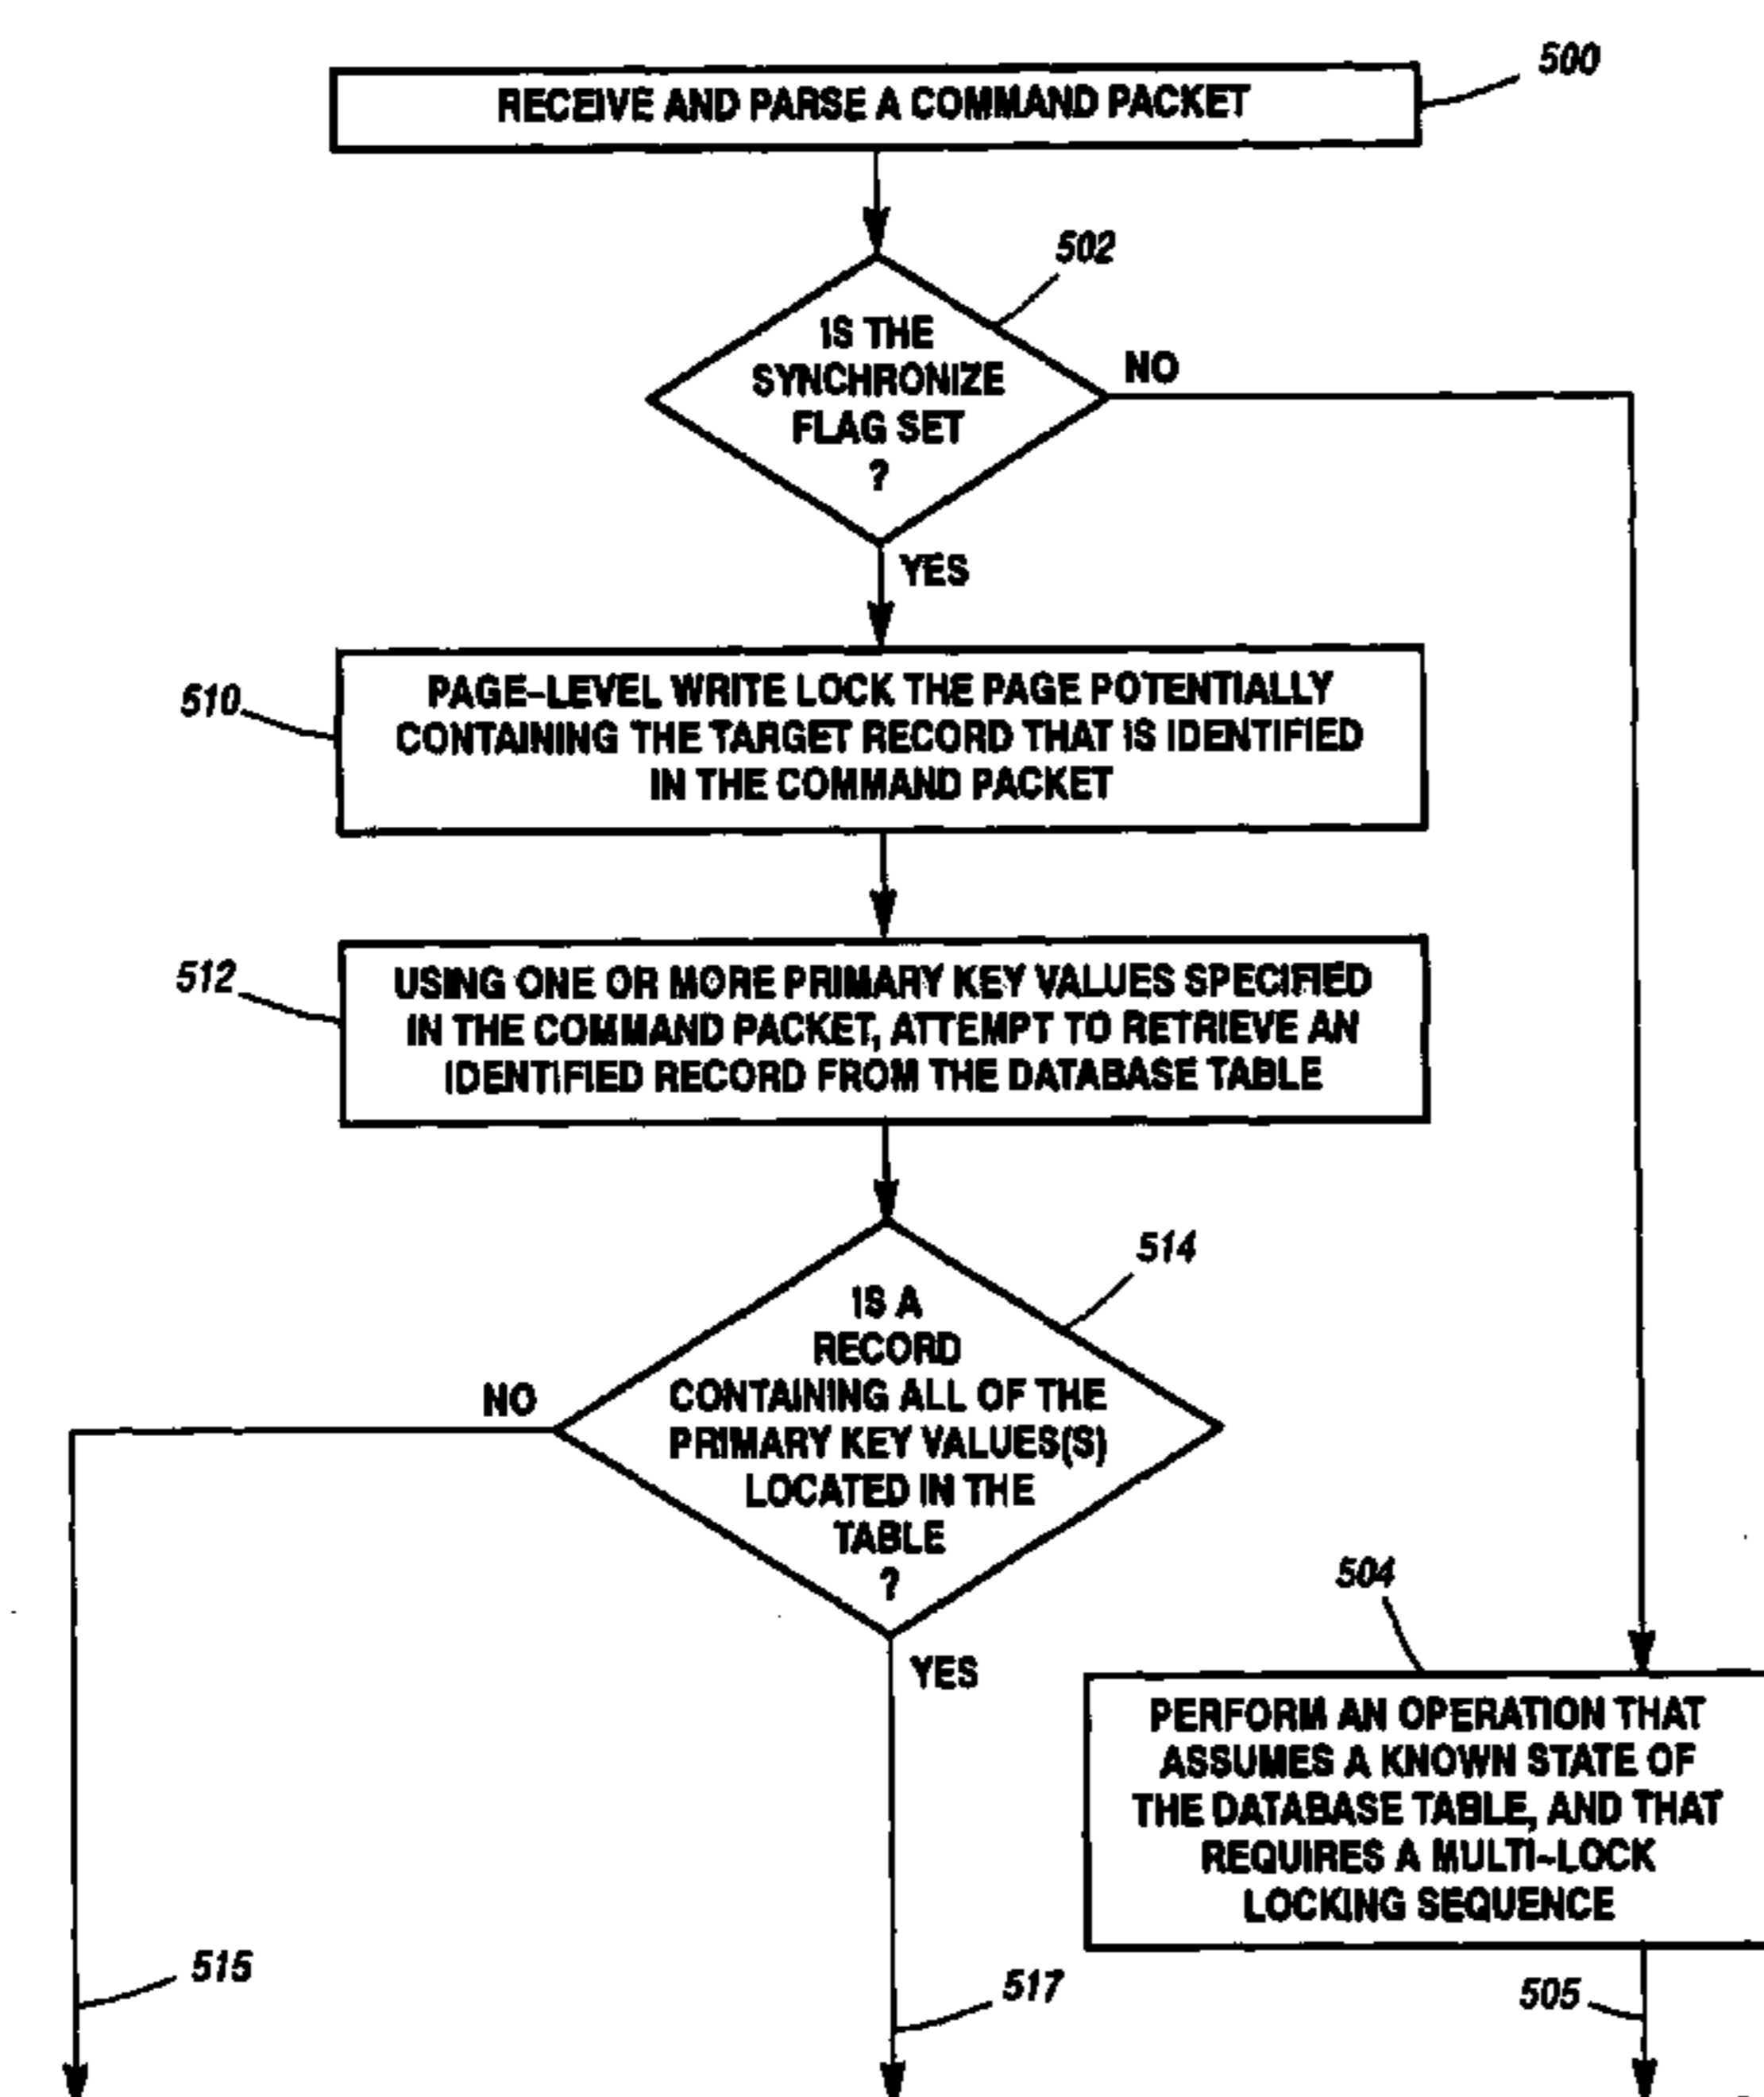 500
RECEIVE AND PARSE A COMMAND PACKET
502
IS THE
SYNCHRONIZE
FLAG SET
?
NO
YES
510
PAGE-LEVEL WRITE LOCK THE PAGE POTENTIALLY
CONTAINING THE TARGET RECORD THAT IS IDENTIFIED
IN THE COMMAND PACKET
512
USING ONE OR MORE PRIMARY KEY VALUES SPECIFIED
IN THE COMMAND PACKET, ATTEMPT TO RETRIEVE AN
IDENTIFIED RECORD FROM THE DATABASE TABLE
514
IS A
RECORD
CONTAINING ALL OF THE
PRIMARY KEY VALUES(S)
LOCATED IN THE
TABLE
?
NO
YES
504
PERFORM AN OPERATION THAT
ASSUMES A KNOWN STATE OF
THE DATABASE TABLE, AND THAT
REQUIRES A MULTI-LOCK
LOCKING SEQUENCE
515
517
505